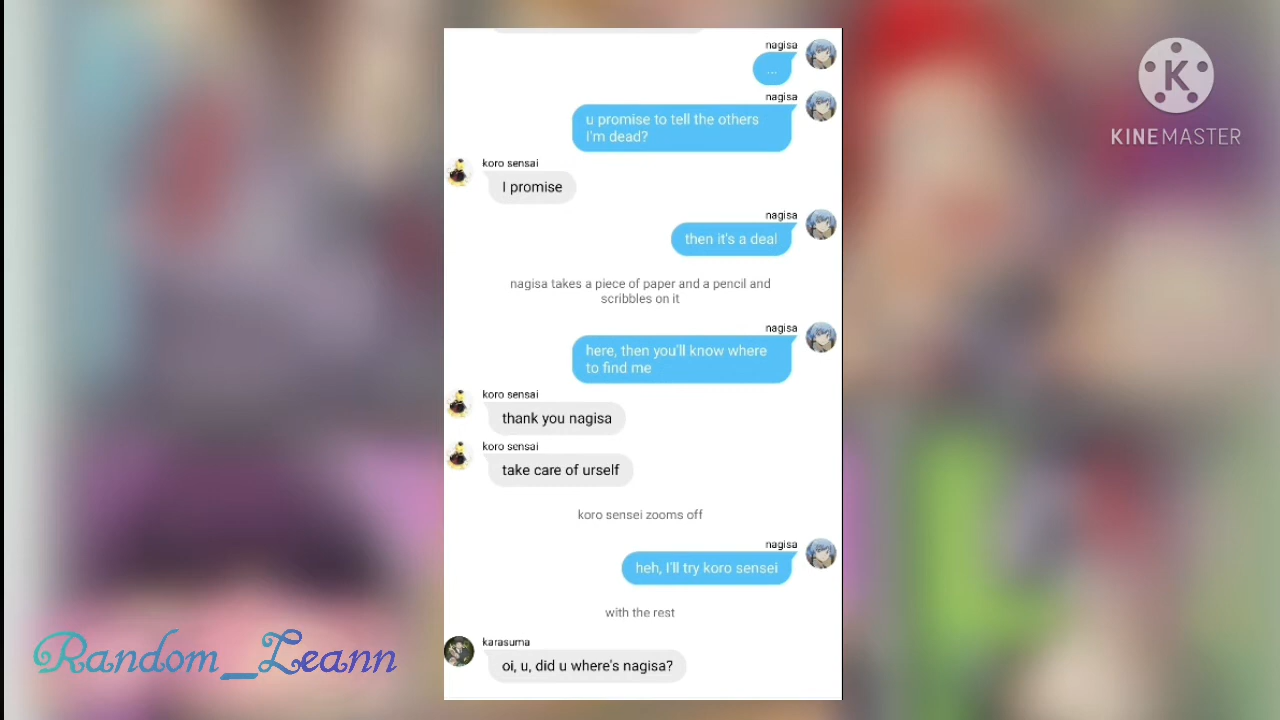 nagisa
...
nagisa
u promise to tell the others
I'm dead?
koro sensai
I promise
nagisa
then it's a deal
nagisa takes a piece of paper and a pencil and
scribbles on it
nagisa
here, then you'll know where
to find me
koro sensai
thank you nagisa
koro sensai
take care of urself
koro sensei zooms off
nagisa
heh, I'll try koro sensei
with the rest
karasuma
oi, u, did u where's nagisa?
K
KINEMASTER
Random_Leann